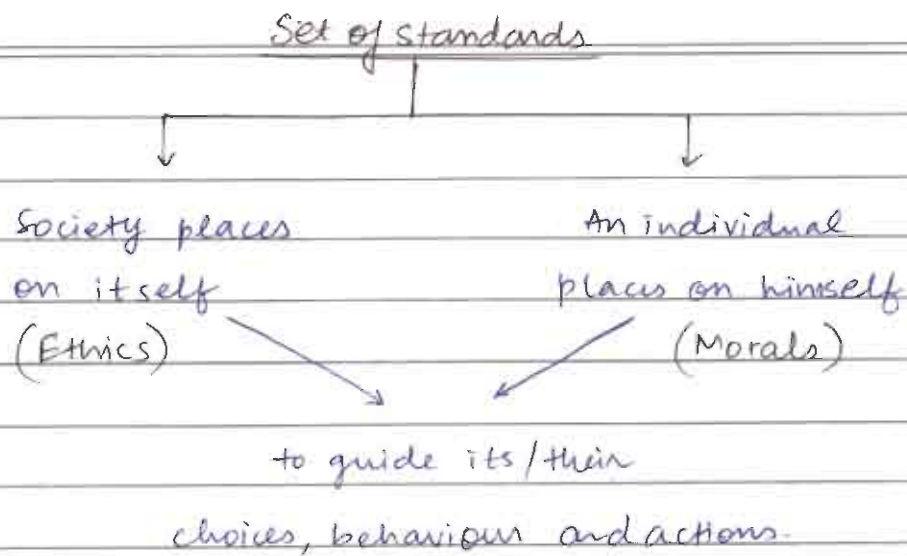 Set of standards
Society places
on itself
(Ethics)
An individual
places on himself
(Morals)
to guide its/their
choices, behaviour and actions.